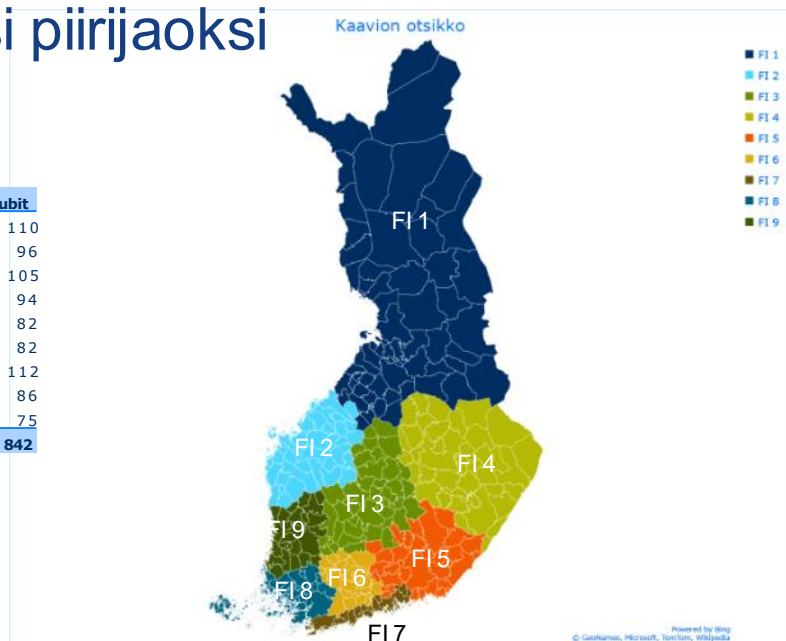 si piirijaoksi
Kaavion otsikko
FI 1
FI 2
FI 3
FI 4
FI 5
FI 6
FI 7
FI 8
FI 9
ubit
110
96
105
94
82
82
112
86
75
842
FI 1
FI 2
FI 4
FI 3
FI 9
FI 5
FI 6
FI 8
FI 7
Powered by Bing
© GeoNames, Microsoft, TomTom, Wikipedia